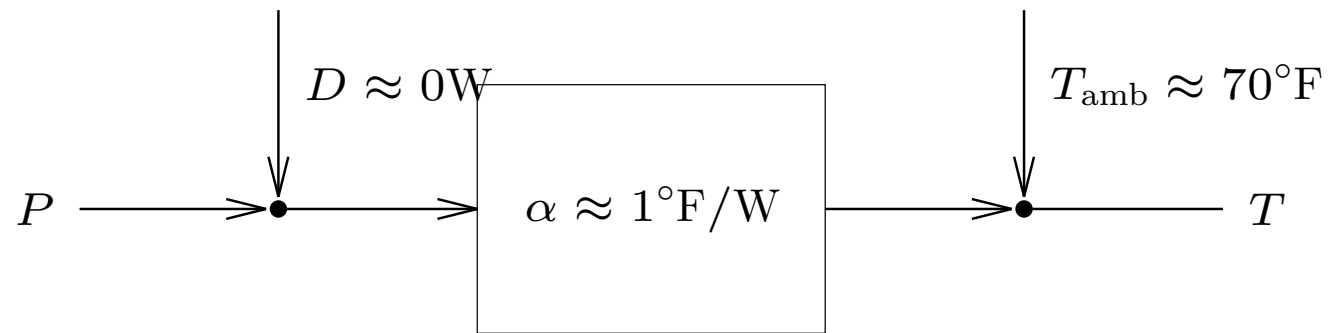 D ≈ 0W
T_amb ≈ 70°F
P
α ≈ 1°F/W
T